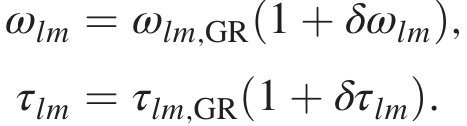 ω_{lm} = ω_{lm,GR}(1 + δω_{lm}),
τ_{lm} = τ_{lm,GR}(1 + δτ_{lm}).